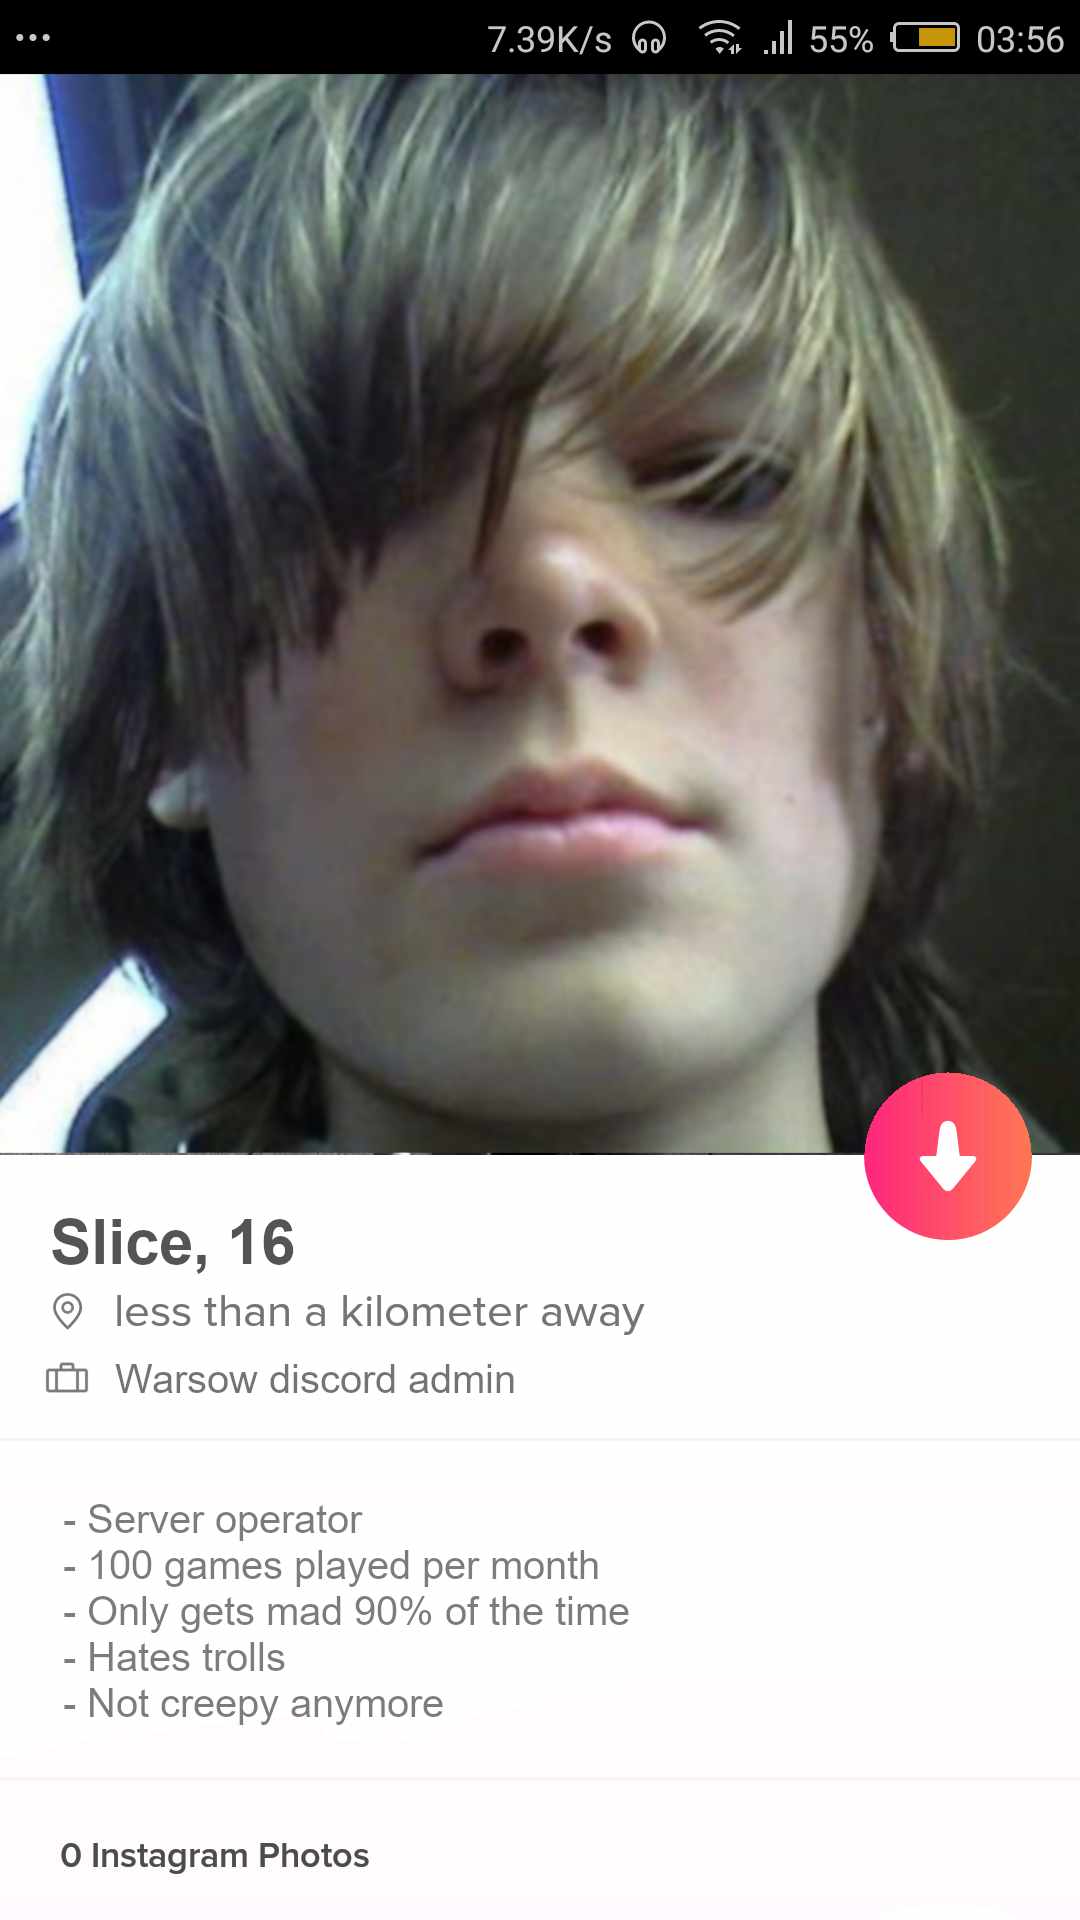 7.39K/s 55% 03:56
Slice, 16
less than a kilometer away
Warsow discord admin
- Server operator
- 100 games played per month
- Only gets mad 90% of the time
- Hates trolls
- Not creepy anymore
0 Instagram Photos